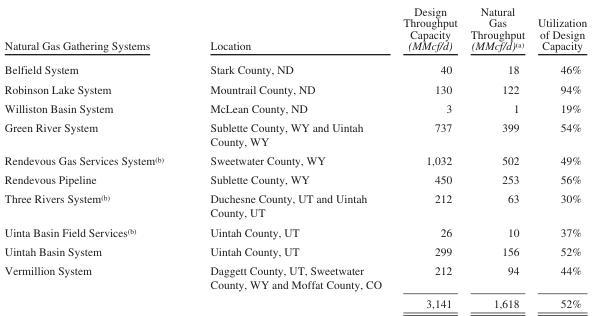 Natural Gas Gathering Systems Location Design Throughput Capacity (MMcf/d) Natural Gas Throughput (MMcf/d)(a) Utilization of Design Capacity
Belfield System Stark County, ND 40 18 46%
Robinson Lake System Mountrail County, ND 130 122 94%
Williston Basin System McLean County, ND 3 1 19%
Green River System Sublette County, WY and Uintah 737 399 54%
County, WY
Rendevous Gas Services System(b) Sweetwater County, WY 1,032 502 49%
Rendevous Pipeline Sublette County, WY 450 253 56%
Three Rivers System(b) Duchesne County, UT and Uintah 212 63 30%
County, UT
Uinta Basin Field Services(b) Uintah County, UT 26 10 37%
Uintah Basin System Uintah County, UT 299 156 52%
Vermillion System Daggett County, UT, Sweetwater 212 94 44%
County, WY and Moffat County, CO
3,141 1,618 52%